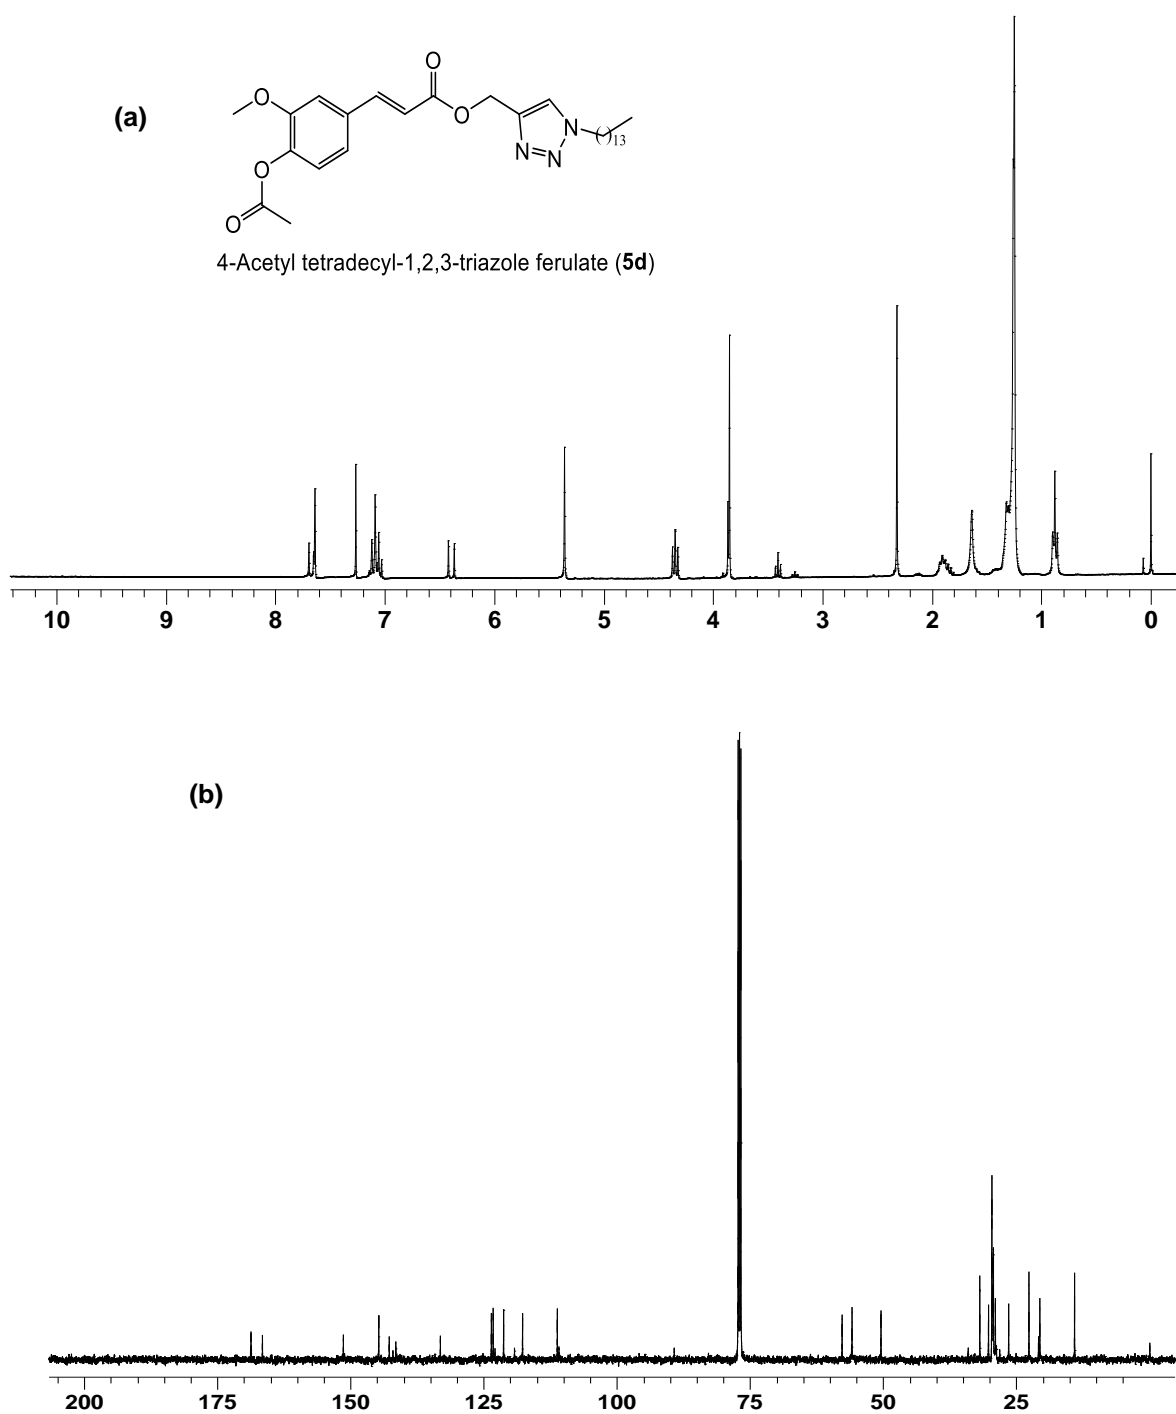 (a)
O
O
O
O
O
N
N
N
( )13
4-Acetyl tetradecyl-1,2,3-triazole ferulate (5d)
10 9 8 7 6 5 4 3 2 1 0
(b)
200 175 150 125 100 75 50 25